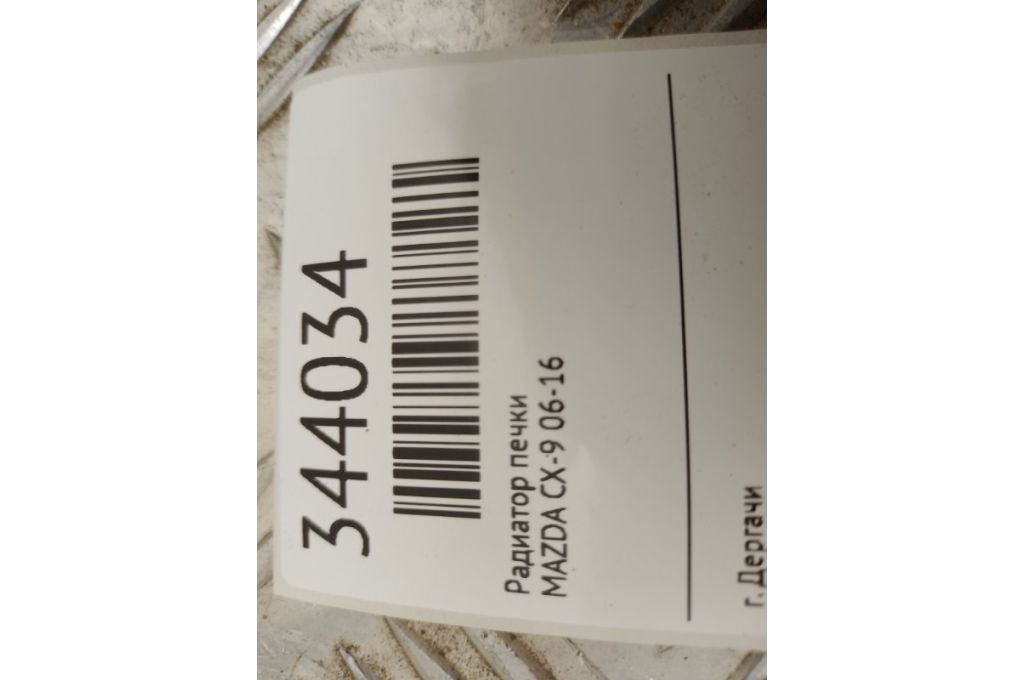 344034
Радиатор печки
MAZDA CX-9 06-16
г. Дергачи